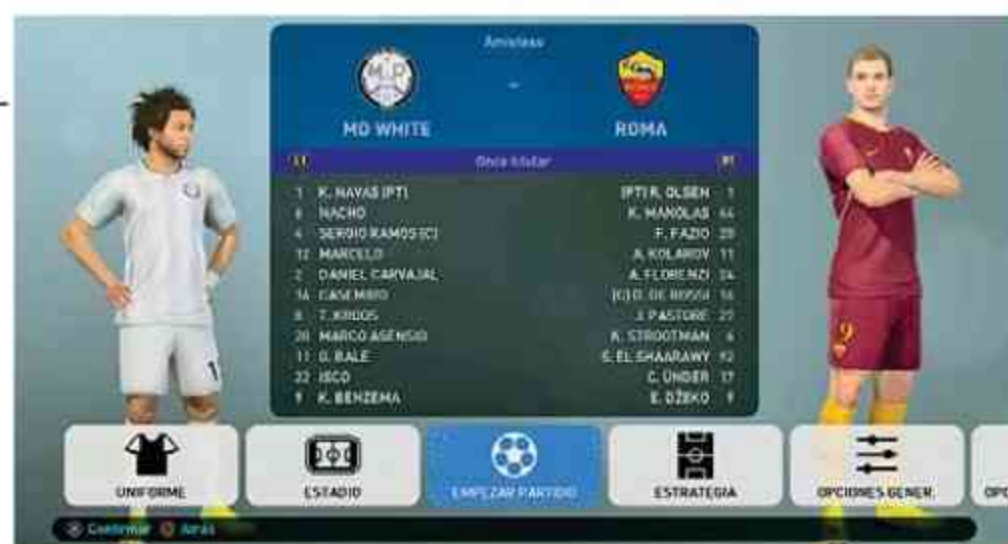 Amistoso
MD WHITE - ROMA
L1 Once titular R1
1 K. NAVAS (PT) (PT) R. OLSEN 1
6 NACHO K. MANOLAS 44
4 SERGIO RAMOS (C) F. FAZIO 20
12 MARCELO A. KOLAROV 11
2 DANIEL CARVAJAL A. FLORENZI 24
14 CASEMIRO (C) D. DE ROSSI 16
8 T. KROOS J. PASTORE 27
20 MARCO ASENSIO K. STROOTMAN 6
11 G. BALE S. EL SHAARAWY 92
22 ISCO C. ÜNDER 17
9 K. BENZEMA E. DŽEKO 9
UNIFORME
ESTADIO
EMPEZAR PARTIDO
ESTRATEGIA
OPCIONES GENER.
Confirmar Atrás